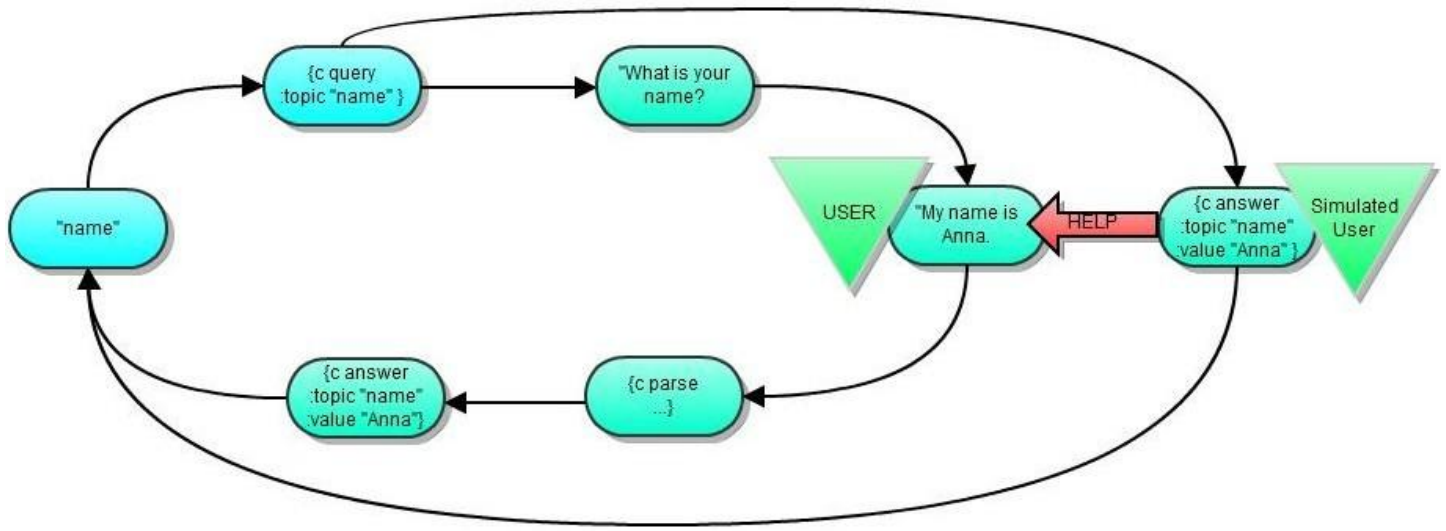 {c query
:topic "name" }
"What is your
name?
"name"
USER
"My name is
Anna.
HELP
{c answer
:topic "name"
:value "Anna" }
Simulated
User
{c answer
:topic "name"
:value "Anna"}
{c parse
...}